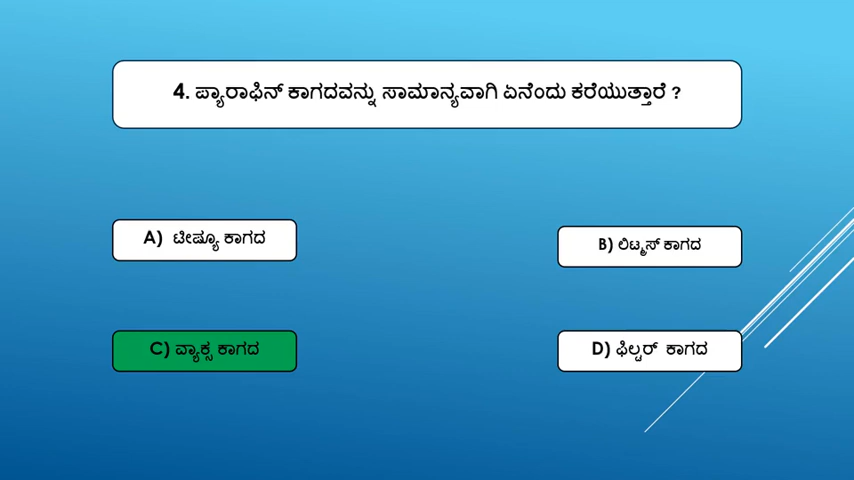 4. ಪ್ಯಾರಾಫಿನ್ ಕಾಗದವನ್ನು ಸಾಮಾನ್ಯವಾಗಿ ಏನೆಂದು ಕರೆಯುತ್ತಾರೆ ?
A) ಟೀಷ್ಯೂ ಕಾಗದ
B) ಲಿಟ್ಮಸ್ ಕಾಗದ
C) ವ್ಯಾಕ್ಸ ಕಾಗದ
D) ಫಿಲ್ಟರ್ ಕಾಗದ